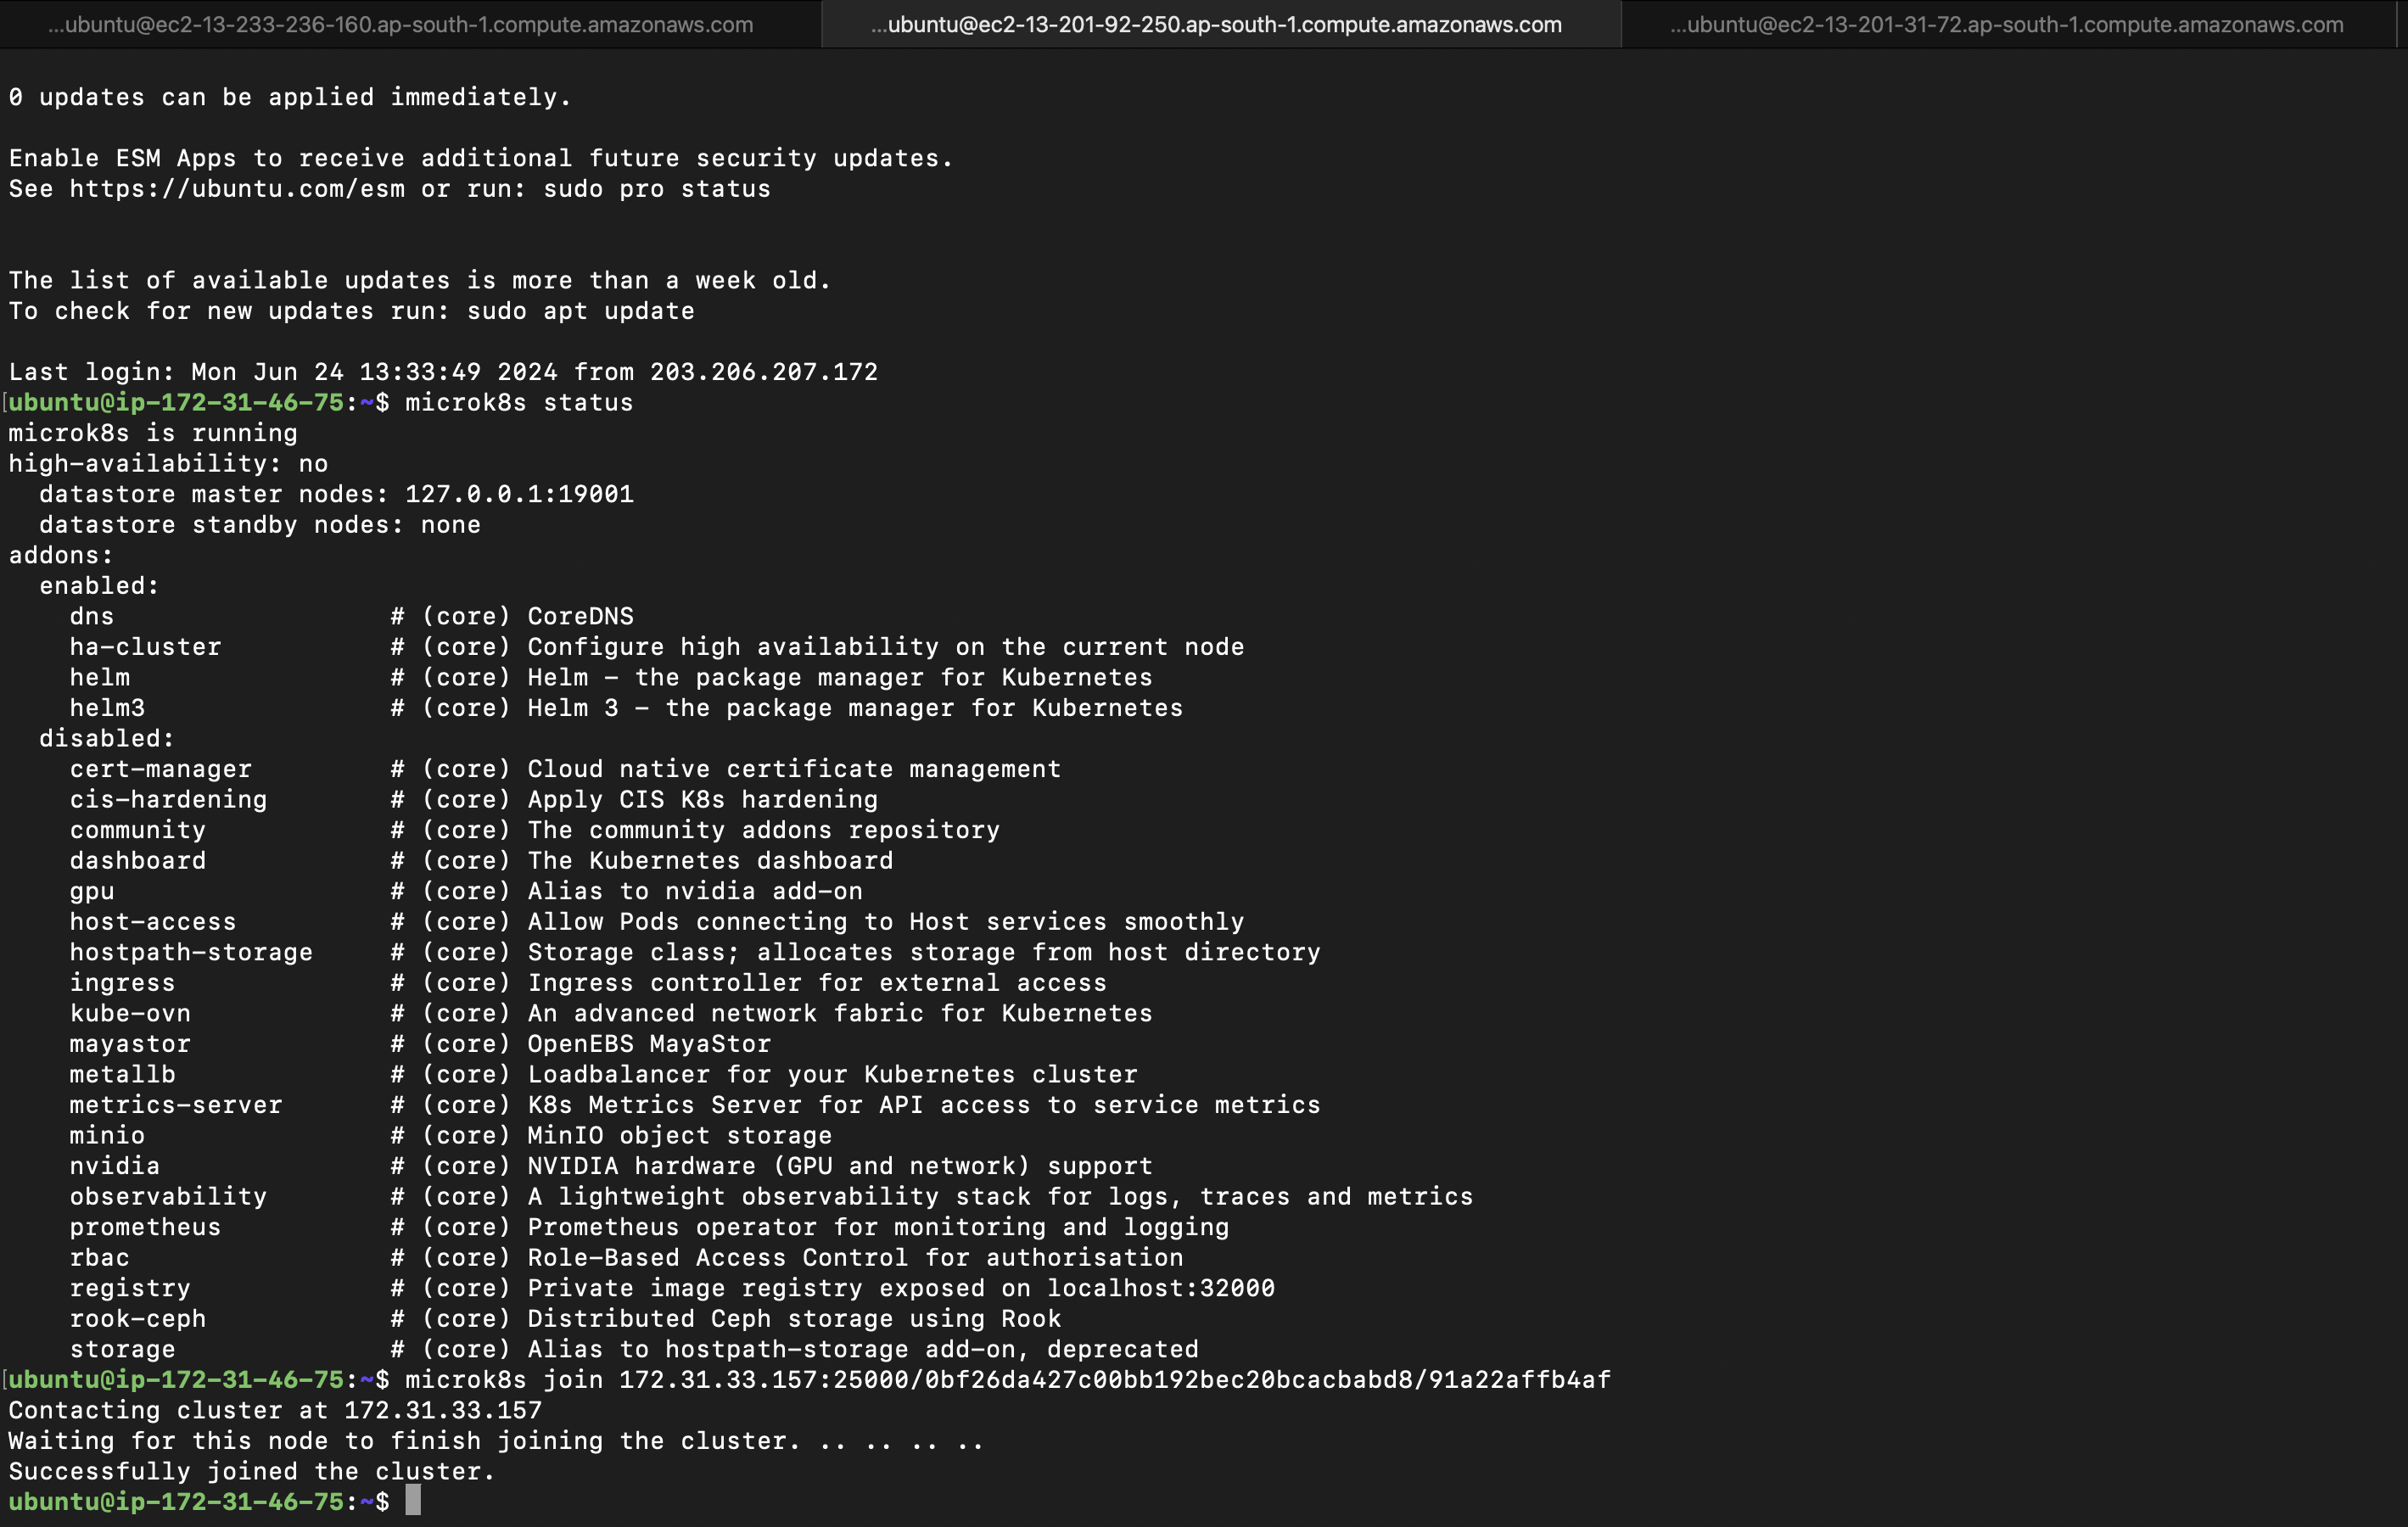 ...ubuntu@ec2-13-233-236-160.ap-south-1.compute.amazonaws.com
...ubuntu@ec2-13-201-92-250.ap-south-1.compute.amazonaws.com
...ubuntu@ec2-13-201-31-72.ap-south-1.compute.amazonaws.com
0 updates can be applied immediately.
Enable ESM Apps to receive additional future security updates.
See https://ubuntu.com/esm or run: sudo pro status
The list of available updates is more than a week old.
To check for new updates run: sudo apt update
Last login: Mon Jun 24 13:33:49 2024 from 203.206.207.172
[ubuntu@ip-172-31-46-75:~$ microk8s status
microk8s is running
high-availability: no
  datastore master nodes: 127.0.0.1:19001
  datastore standby nodes: none
addons:
  enabled:
    dns                  # (core) CoreDNS
    ha-cluster           # (core) Configure high availability on the current node
    helm                 # (core) Helm - the package manager for Kubernetes
    helm3                # (core) Helm 3 - the package manager for Kubernetes
  disabled:
    cert-manager         # (core) Cloud native certificate management
    cis-hardening        # (core) Apply CIS K8s hardening
    community            # (core) The community addons repository
    dashboard            # (core) The Kubernetes dashboard
    gpu                  # (core) Alias to nvidia add-on
    host-access          # (core) Allow Pods connecting to Host services smoothly
    hostpath-storage     # (core) Storage class; allocates storage from host directory
    ingress              # (core) Ingress controller for external access
    kube-ovn             # (core) An advanced network fabric for Kubernetes
    mayastor             # (core) OpenEBS MayaStor
    metallb              # (core) Loadbalancer for your Kubernetes cluster
    metrics-server       # (core) K8s Metrics Server for API access to service metrics
    minio                # (core) MinIO object storage
    nvidia               # (core) NVIDIA hardware (GPU and network) support
    observability        # (core) A lightweight observability stack for logs, traces and metrics
    prometheus           # (core) Prometheus operator for monitoring and logging
    rbac                 # (core) Role-Based Access Control for authorisation
    registry             # (core) Private image registry exposed on localhost:32000
    rook-ceph            # (core) Distributed Ceph storage using Rook
    storage              # (core) Alias to hostpath-storage add-on, deprecated
[ubuntu@ip-172-31-46-75:~$ microk8s join 172.31.33.157:25000/0bf26da427c00bb192bec20bcacbabd8/91a22affb4af
Contacting cluster at 172.31.33.157
Waiting for this node to finish joining the cluster. .. .. .. ..
Successfully joined the cluster.
ubuntu@ip-172-31-46-75:~$